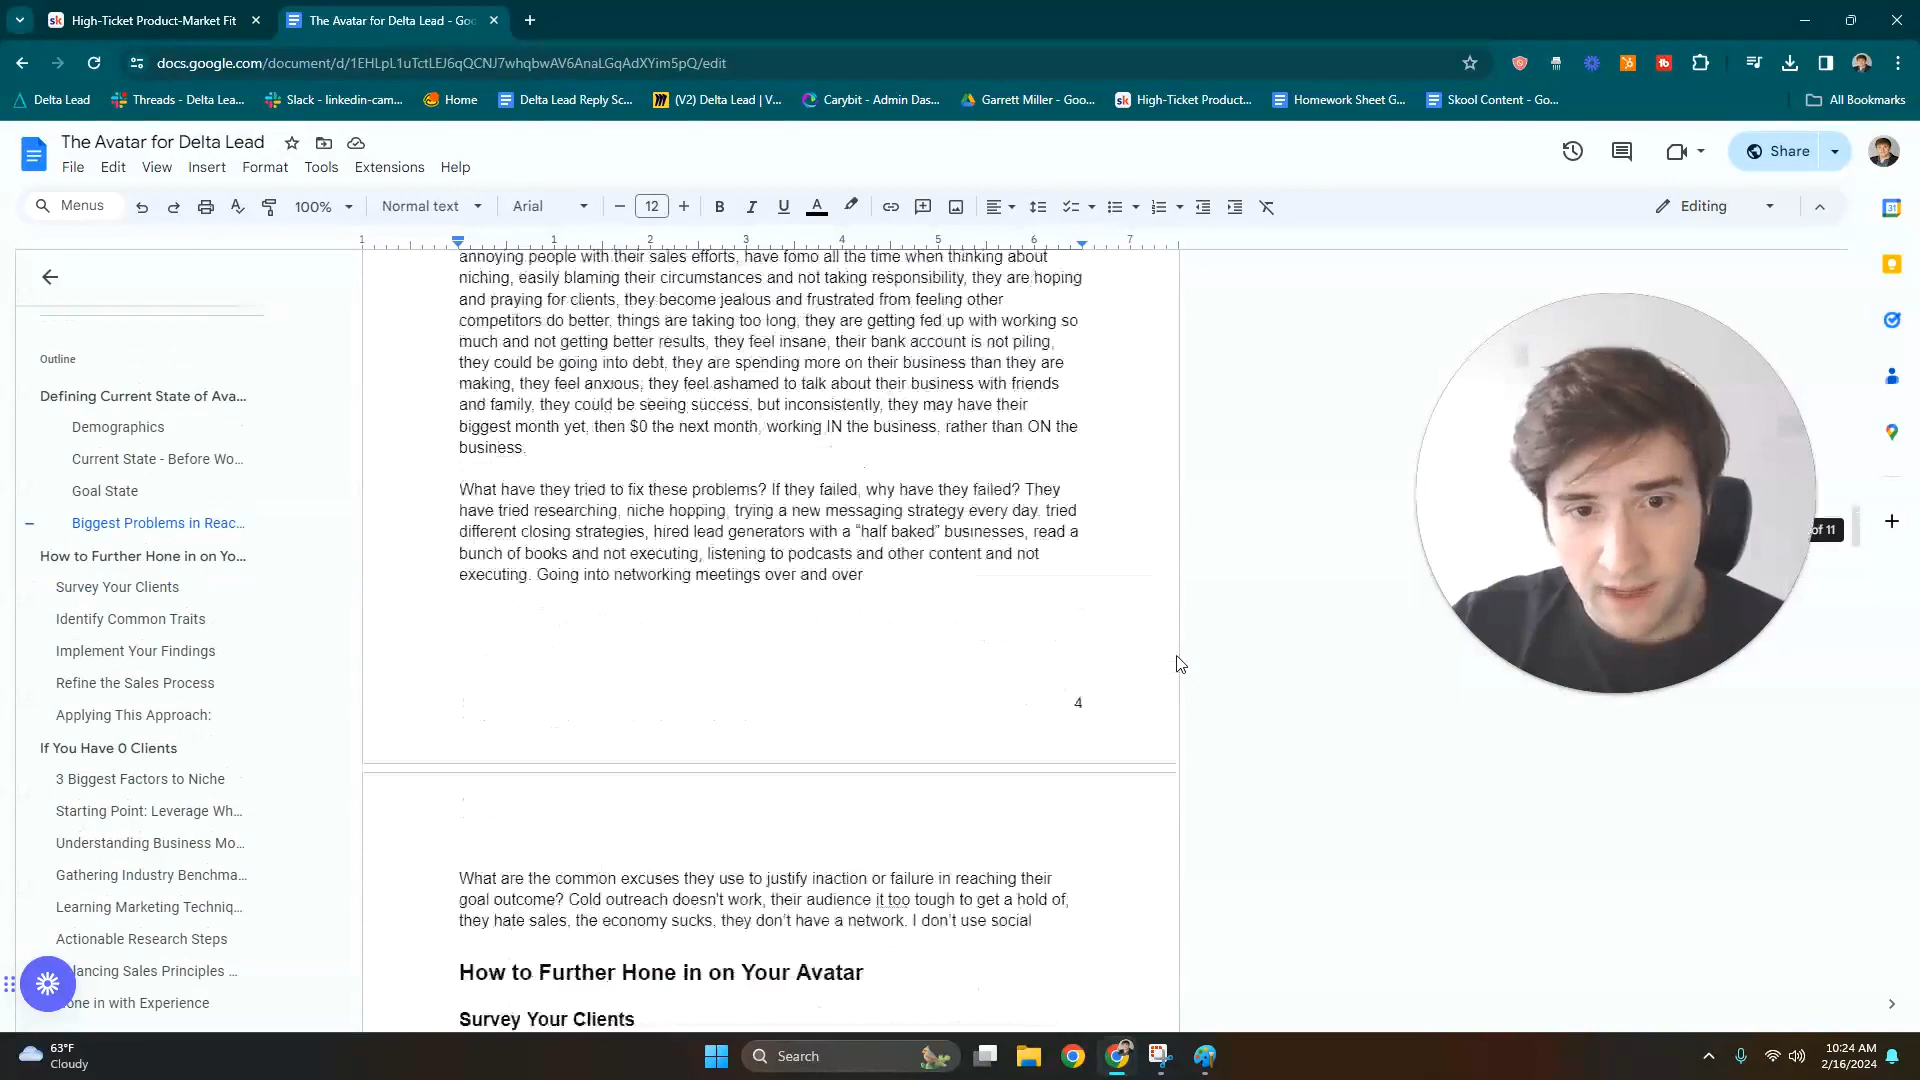 High-Ticket Product-Market Fit
The Avatar for Delta Lead - Goo
docs.google.com/document/d/1EHLpL1uTctLEJ6qQCNJ7whqbwAV6AnaLGqAdXYim5pQ/edit
Delta Lead
Threads - Delta Lea...
Slack - linkedin-cam...
Home
Delta Lead Reply Sc...
(V2) Delta Lead | V...
Carybit - Admin Das...
Garrett Miller - Goo...
High-Ticket Product...
Homework Sheet G...
Skool Content - Go...
All Bookmarks
The Avatar for Delta Lead
File Edit View Insert Format Tools Extensions Help
Share
Menus
100%
Normal text
Arial
12
Editing
1 1 2 3 4 5 6 7
Outline
Defining Current State of Ava...
Demographics
Current State - Before Wo...
Goal State
Biggest Problems in Reac...
How to Further Hone in on Yo...
Survey Your Clients
Identify Common Traits
Implement Your Findings
Refine the Sales Process
Applying This Approach:
If You Have 0 Clients
3 Biggest Factors to Niche
Starting Point: Leverage Wh...
Understanding Business Mo...
Gathering Industry Benchma...
Learning Marketing Techniq...
Actionable Research Steps
lancing Sales Principles ...
one in with Experience
annoying people with their sales efforts, have fomo all the time when thinking about
niching, easily blaming their circumstances and not taking responsibility, they are hoping
and praying for clients, they become jealous and frustrated from feeling other
competitors do better, things are taking too long, they are getting fed up with working so
much and not getting better results, they feel insane, their bank account is not piling,
they could be going into debt, they are spending more on their business than they are
making, they feel anxious, they feel ashamed to talk about their business with friends
and family, they could be seeing success, but inconsistently, they may have their
biggest month yet, then $0 the next month, working IN the business, rather than ON the
business.
What have they tried to fix these problems? If they failed, why have they failed? They
have tried researching, niche hopping, trying a new messaging strategy every day, tried
different closing strategies, hired lead generators with a “half baked” businesses, read a
bunch of books and not executing, listening to podcasts and other content and not
executing. Going into networking meetings over and over
4
What are the common excuses they use to justify inaction or failure in reaching their
goal outcome? Cold outreach doesn't work, their audience it too tough to get a hold of,
they hate sales, the economy sucks, they don't have a network. I don't use social
How to Further Hone in on Your Avatar
Survey Your Clients
of 11
63°F
Cloudy
Search
10:24 AM
2/16/2024